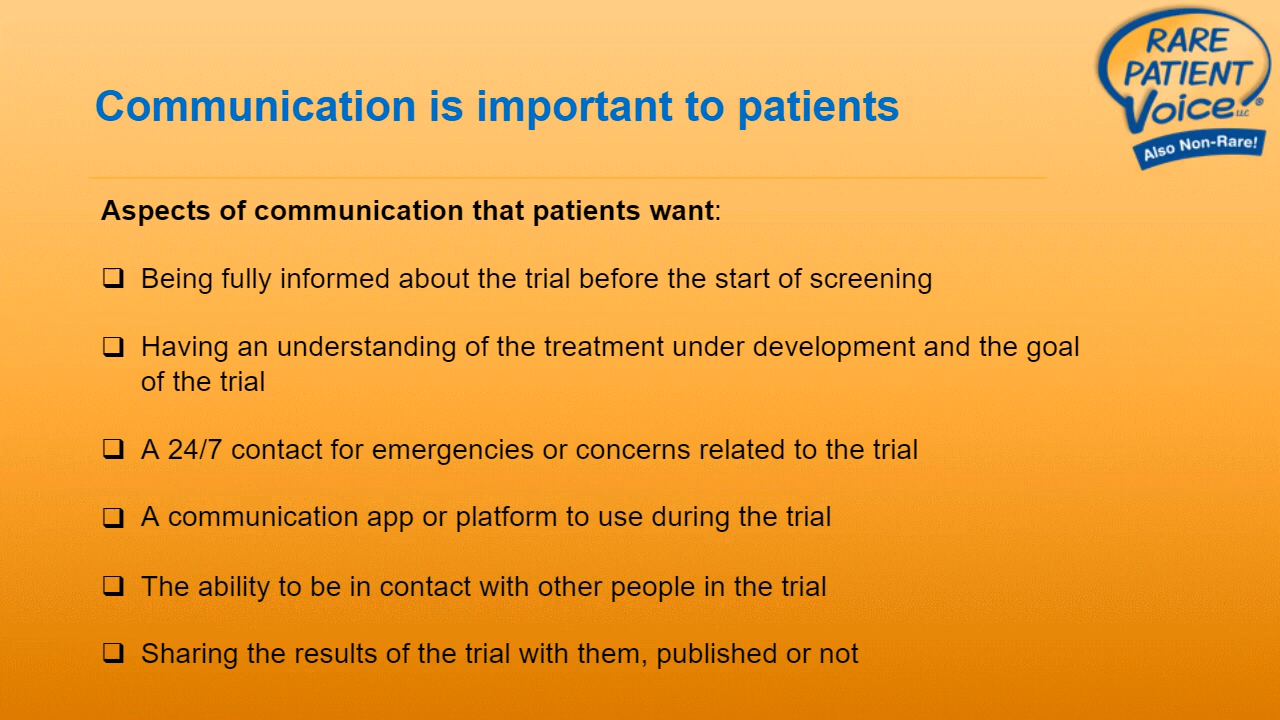 RARE
PATIENT
Voice LLC ®
Also Non-Rare!
Communication is important to patients
Aspects of communication that patients want:
❑ Being fully informed about the trial before the start of screening
❑ Having an understanding of the treatment under development and the goal
of the trial
❑ A 24/7 contact for emergencies or concerns related to the trial
❑ A communication app or platform to use during the trial
❑ The ability to be in contact with other people in the trial
❑ Sharing the results of the trial with them, published or not